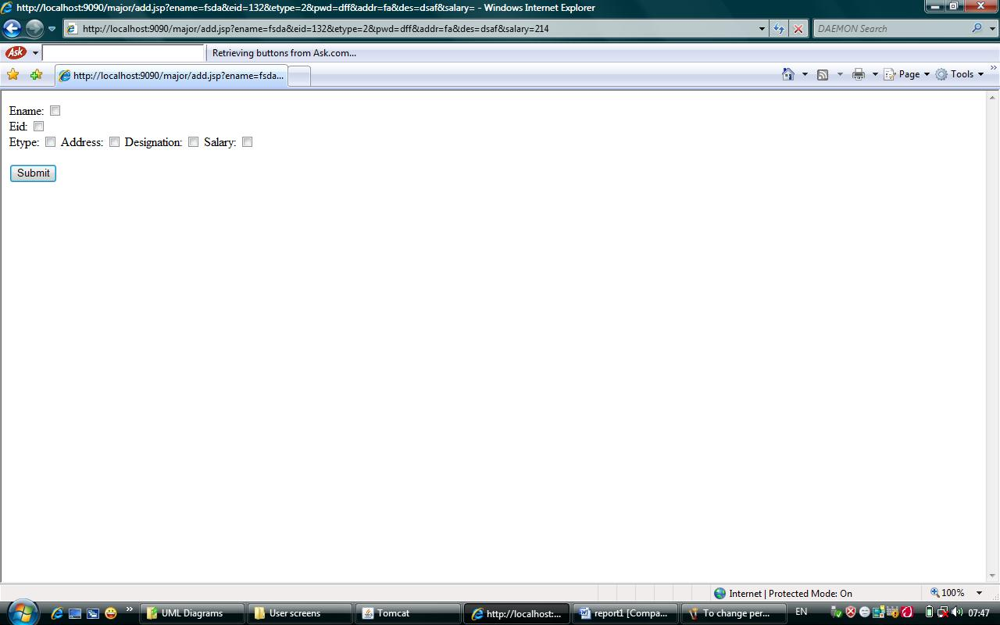 http://localhost:9090/major/add.jsp?ename=fsda&eid=132&etype=2&pwd=dff&addr=fa&des=dsaf&salary= - Windows Internet Explorer
http://localhost:9090/major/add.jsp?ename=fsda&eid=132&etype=2&pwd=dff&addr=fa&des=dsaf&salary=214 DAEMON Search
Ask Retrieving buttons from Ask.com...
http://localhost:9090/major/add.jsp?ename=fsda... Page Tools
Ename:
Eid:
Etype: Address: Designation: Salary:
Submit
Internet | Protected Mode: On 100%
UML Diagrams User screens Tomcat http://localhost:... report1 [Compa... To change per... EN 07:47